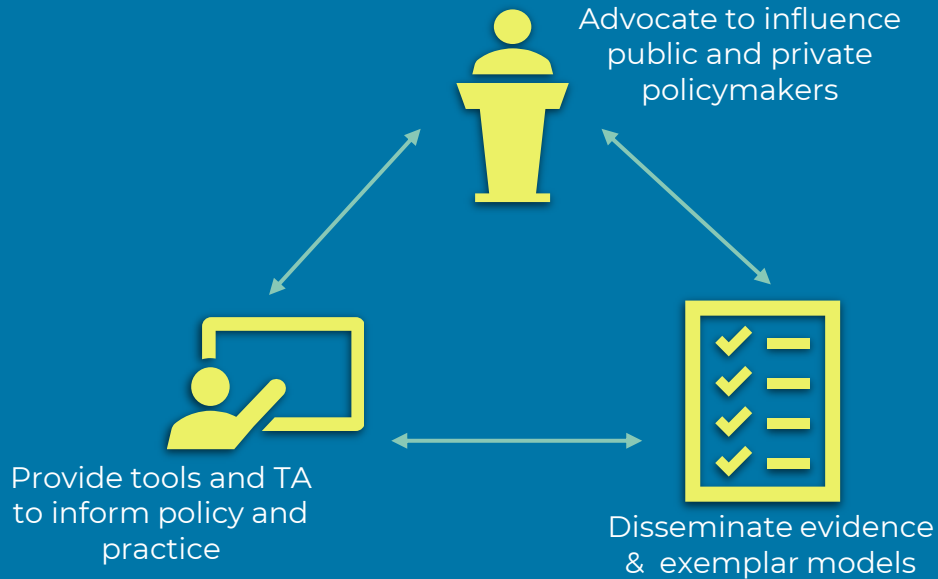 Advocate to influence
public and private
policymakers
Provide tools and TA
to inform policy and
practice
Disseminate evidence
& exemplar models